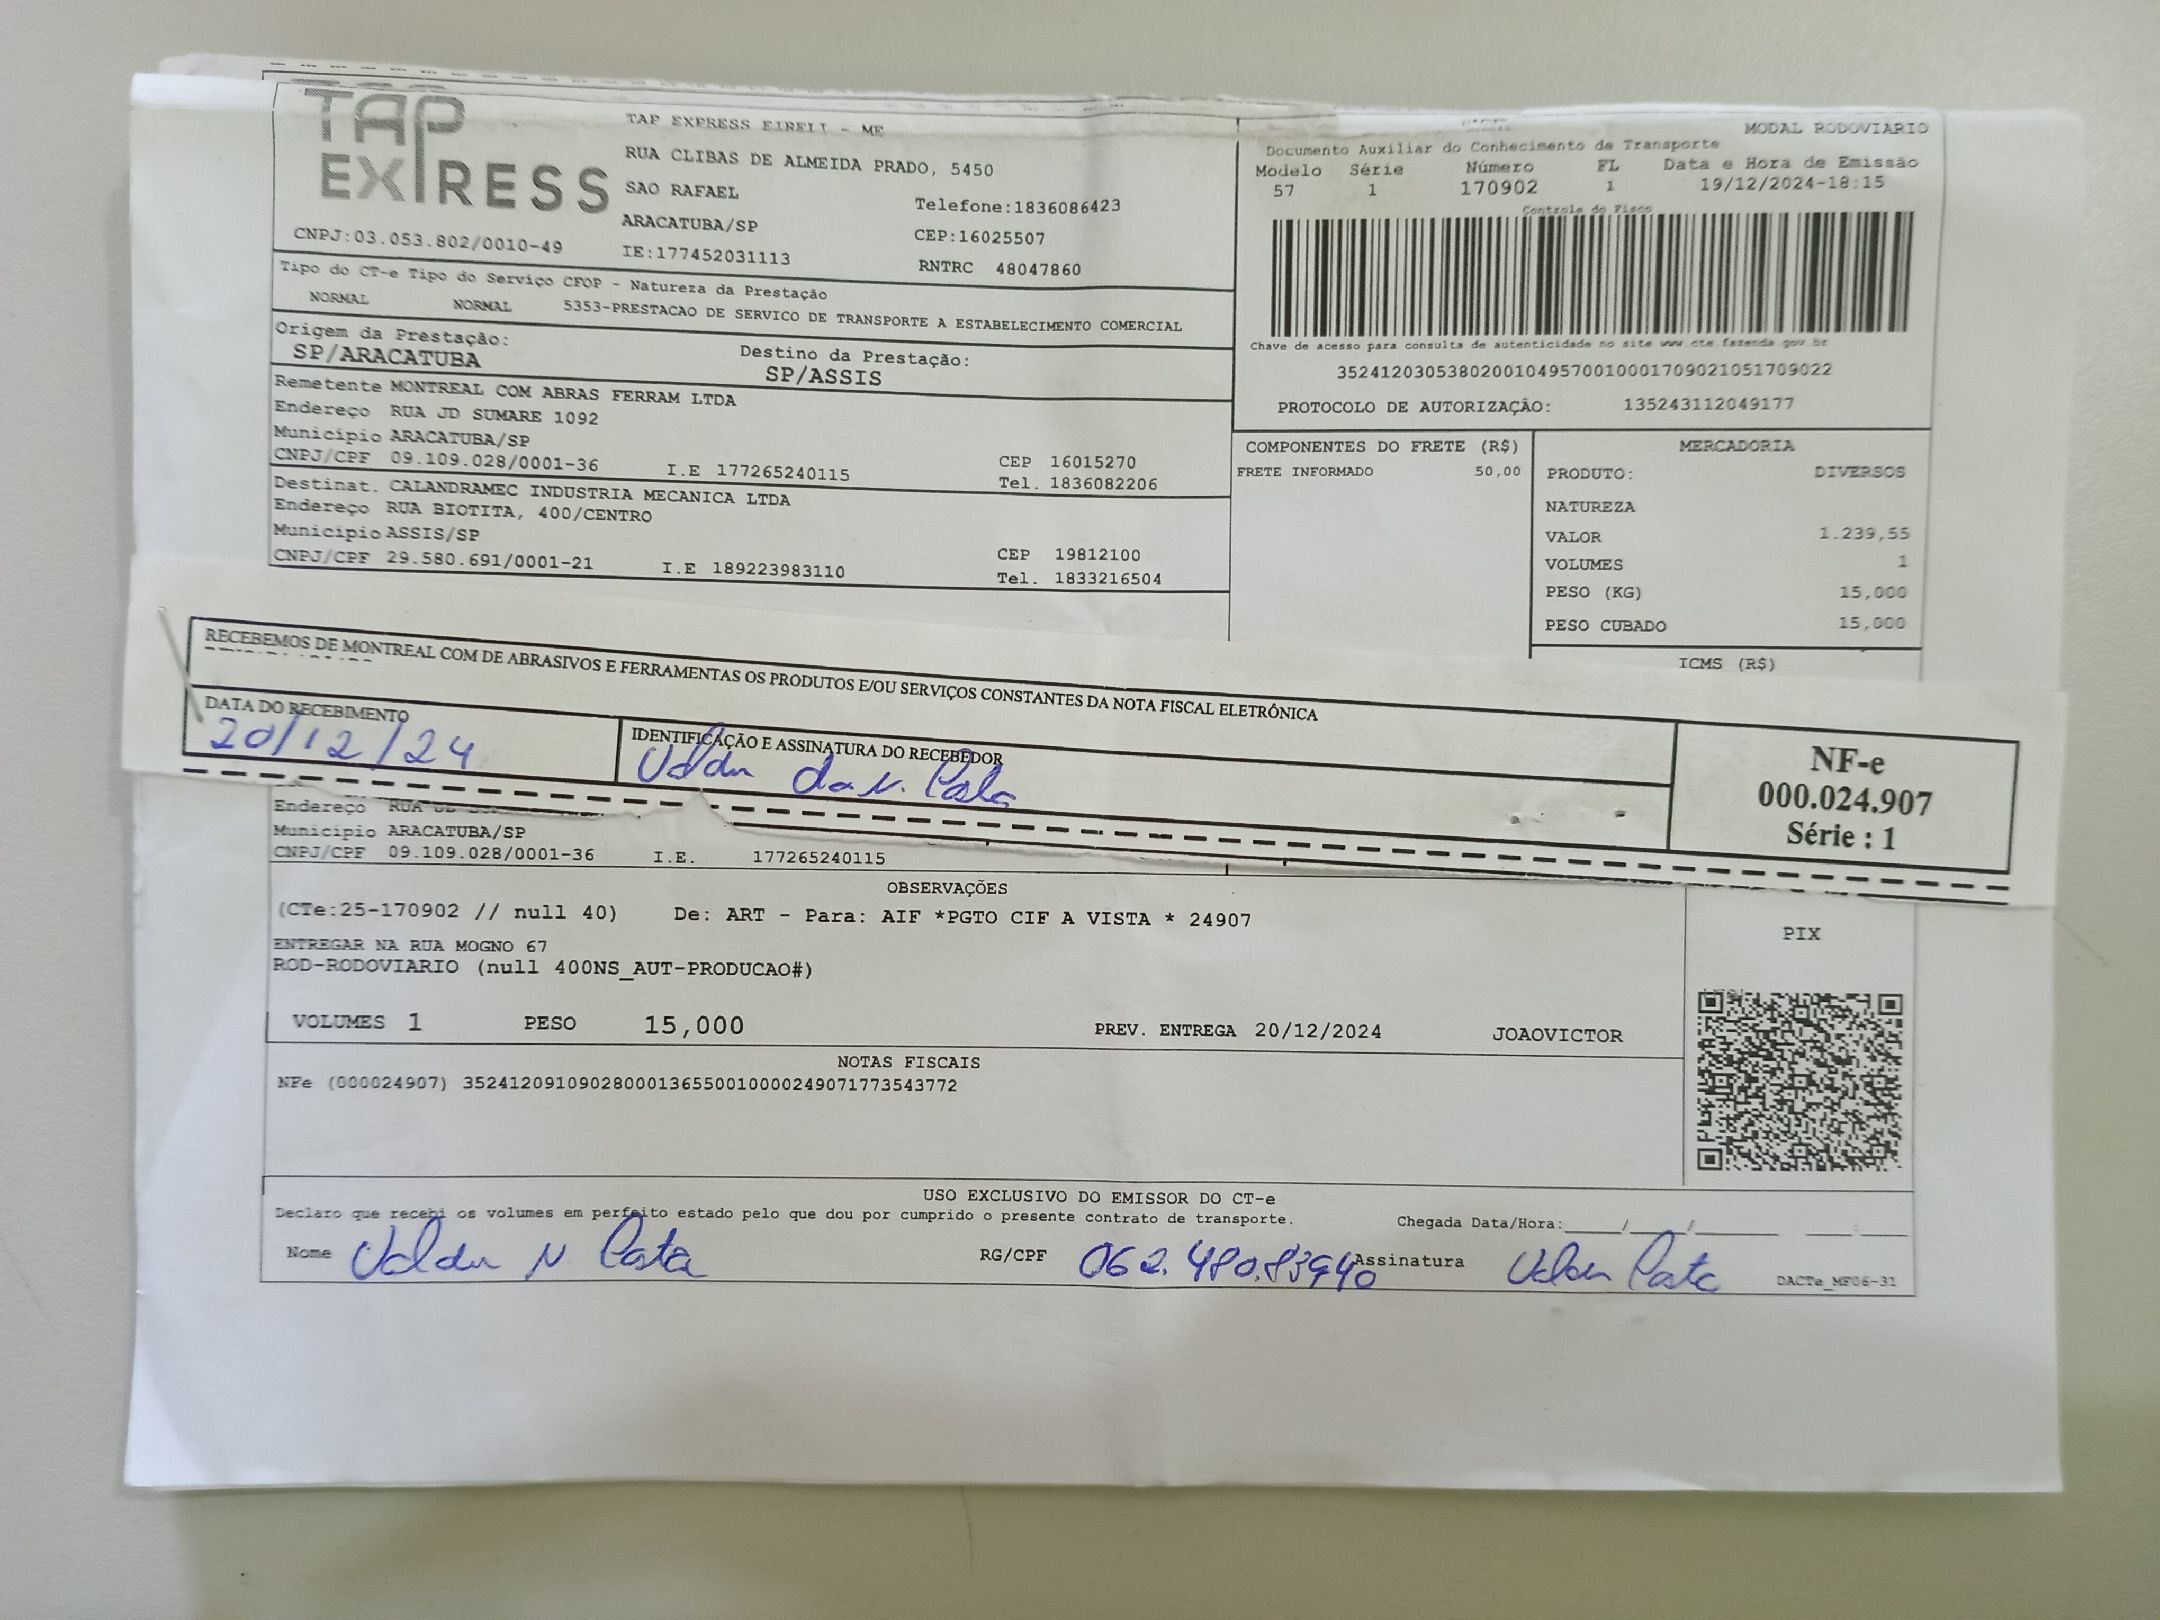 TAP EXPRESS
TAP EXPRESS EIRELI - ME
RUA CLIBAS DE ALMEIDA PRADO, 5450
SAO RAFAEL
Telefone:1836086423
ARACATUBA/SP
CEP:16025507
CNPJ:03.053.802/0010-49
IE:177452031113
RNTRC 48047860
MODAL RODOVIARIO
Documento Auxiliar do Conhecimento de Transporte
Modelo Série Número FL Data e Hora de Emissão
57 1 170902 1 19/12/2024-18:15
Controle do Fisco
Chave de acesso para consulta de autenticidade no site www.cte.fazenda.gov.br
35241203053802001049570010001709021051709022
PROTOCOLO DE AUTORIZAÇÃO: 135243112049177
Tipo do CT-e Tipo do Serviço CFOP - Natureza da Prestação
NORMAL NORMAL 5353-PRESTACAO DE SERVICO DE TRANSPORTE A ESTABELECIMENTO COMERCIAL
Origem da Prestação:
SP/ARACATUBA
Destino da Prestação:
SP/ASSIS
Remetente MONTREAL COM ABRAS FERRAM LTDA
Endereço RUA JD SUMARE 1092
Município ARACATUBA/SP
CEP 16015270
CNPJ/CPF 09.109.028/0001-36 I.E 177265240115
Tel. 1836082206
Destinat. CALANDRAMEC INDUSTRIA MECANICA LTDA
Endereço RUA BIOTITA, 400/CENTRO
Município ASSIS/SP
CEP 19812100
CNPJ/CPF 29.580.691/0001-21 I.E 189223983110
Tel. 1833216504
COMPONENTES DO FRETE (R$)
FRETE INFORMADO 50,00
MERCADORIA
PRODUTO: DIVERSOS
NATUREZA
VALOR 1.239,55
VOLUMES 1
PESO (KG) 15,000
PESO CUBADO 15,000
ICMS (R$)
RECEBEMOS DE MONTREAL COM DE ABRASIVOS E FERRAMENTAS OS PRODUTOS E/OU SERVIÇOS CONSTANTES DA NOTA FISCAL ELETRÔNICA
DATA DO RECEBIMENTO
20/12/24
IDENTIFICAÇÃO E ASSINATURA DO RECEBEDOR
NF-e
000.024.907
Série : 1
Endereço RUA JD
Município ARACATUBA/SP
CNPJ/CPF 09.109.028/0001-36 I.E. 177265240115
OBSERVAÇÕES
(CTe:25-170902 // null 40) De: ART - Para: AIF *PGTO CIF A VISTA * 24907
ENTREGAR NA RUA MOGNO 67
ROD-RODOVIARIO (null 400NS_AUT-PRODUCAO#)
PIX
VOLUMES 1 PESO 15,000 PREV. ENTREGA 20/12/2024 JOAOVICTOR
NOTAS FISCAIS
NFe (000024907) 35241209109028000136550010000249071773543772
USO EXCLUSIVO DO EMISSOR DO CT-e
Declaro que recebi os volumes em perfeito estado pelo que dou por cumprido o presente contrato de transporte.
Chegada Data/Hora:____/____/____ __:__
Nome RG/CPF Assinatura
DACTe_MF06-31